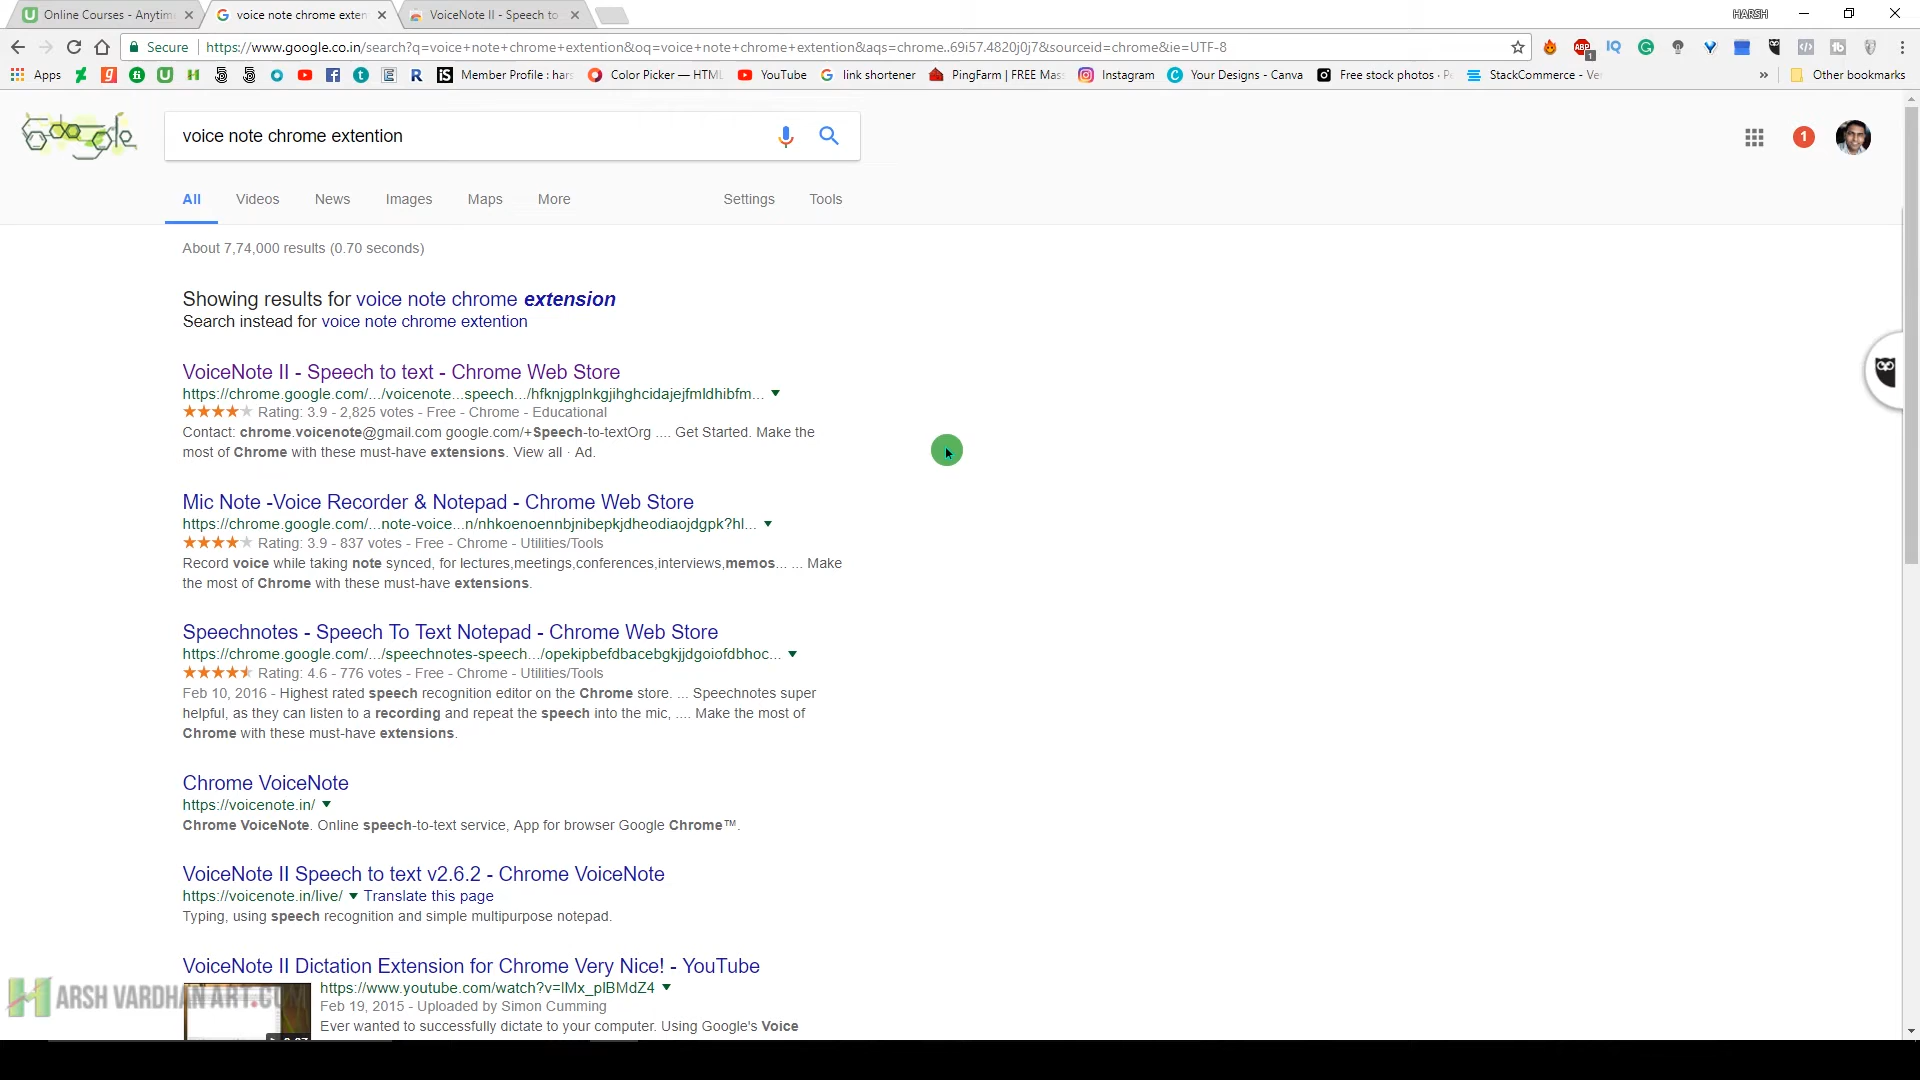 Online Courses - Anytim
voice note chrome exten
VoiceNote II - Speech to
HARSH
Secure
https://www.google.co.in/search?q=voice+note+chrome+extention&oq=voice+note+chrome+extention&aqs=chrome..69i57.4820j0j7&sourceid=chrome&ie=UTF-8
Apps
Member Profile : hars
Color Picker — HTML
YouTube
link shortener
PingFarm | FREE Mass
Instagram
Your Designs - Canva
Free stock photos · P
StackCommerce - Ve
Other bookmarks
voice note chrome extention
1
All Videos News Images Maps More Settings Tools
About 7,74,000 results (0.70 seconds)
Showing results for voice note chrome extension
Search instead for voice note chrome extention
VoiceNote II - Speech to text - Chrome Web Store
https://chrome.google.com/.../voicenote...speech.../hfknjgplnkgjihghcidajejfmldhibfm...
Rating: 3.9 - 2,825 votes - Free - Chrome - Educational
Contact: chrome.voicenote@gmail.com google.com/+Speech-to-textOrg .... Get Started. Make the
most of Chrome with these must-have extensions. View all · Ad.
Mic Note -Voice Recorder & Notepad - Chrome Web Store
https://chrome.google.com/...note-voice...n/nhkoenoennbjnibepkjdheodiaojdgpk?hl...
Rating: 3.9 - 837 votes - Free - Chrome - Utilities/Tools
Record voice while taking note synced, for lectures,meetings,conferences,interviews,memos... ... Make
the most of Chrome with these must-have extensions.
Speechnotes - Speech To Text Notepad - Chrome Web Store
https://chrome.google.com/.../speechnotes-speech.../opekipbefdbacebgkjjdgoiofdbhoc...
Rating: 4.6 - 776 votes - Free - Chrome - Utilities/Tools
Feb 10, 2016 - Highest rated speech recognition editor on the Chrome store. ... Speechnotes super
helpful, as they can listen to a recording and repeat the speech into the mic, .... Make the most of
Chrome with these must-have extensions.
Chrome VoiceNote
https://voicenote.in/
Chrome VoiceNote. Online speech-to-text service, App for browser Google Chrome™.
VoiceNote II Speech to text v2.6.2 - Chrome VoiceNote
https://voicenote.in/live/ Translate this page
Typing, using speech recognition and simple multipurpose notepad.
VoiceNote II Dictation Extension for Chrome Very Nice! - YouTube
https://www.youtube.com/watch?v=lMx_pIBMdZ4
Feb 19, 2015 - Uploaded by Simon Cumming
Ever wanted to successfully dictate to your computer. Using Google's Voice
HARSH VARDHAN ART.COM